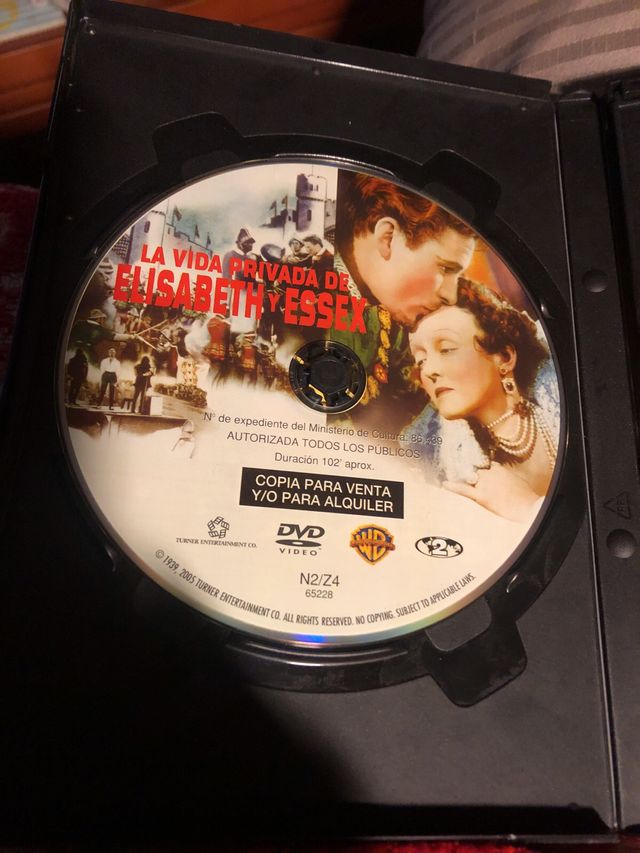 LA VIDA PRIVADA DE
ELISABETH Y ESSEX
Nº de expediente del Ministerio de Cultura:
AUTORIZADA TODOS LOS PÚBLICOS
Duración 102' aprox.
COPIA PARA VENTA
Y/O PARA ALQUILER
TURNER ENTERTAINMENT CO.
DVD
VIDEO
WB
2
N2/Z4
65228
© 1939, 2005 TURNER ENTERTAINMENT CO. ALL RIGHTS RESERVED. NO COPYING. SUBJECT TO APPLICABLE LAWS.